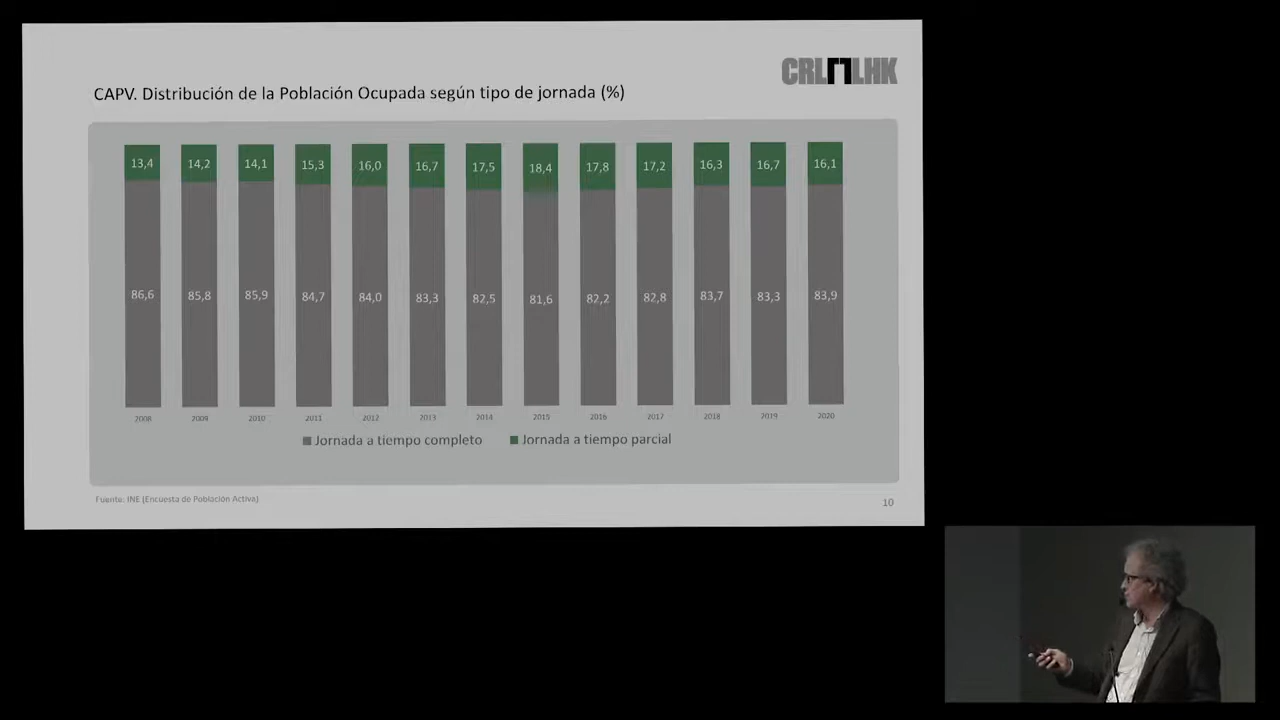 CRL LHK
CAPV. Distribución de la Población Ocupada según tipo de jornada (%)
13,4 14,2 14,1 15,3 16,0 16,7 17,5 18,4 17,8 17,2 16,3 16,7 16,1
86,6 85,8 85,9 84,7 84,0 83,3 82,5 81,6 82,2 82,8 83,7 83,3 83,9
2008 2009 2010 2011 2012 2013 2014 2015 2016 2017 2018 2019 2020
Jornada a tiempo completo Jornada a tiempo parcial
Fuente: INE (Encuesta de Población Activa)
10